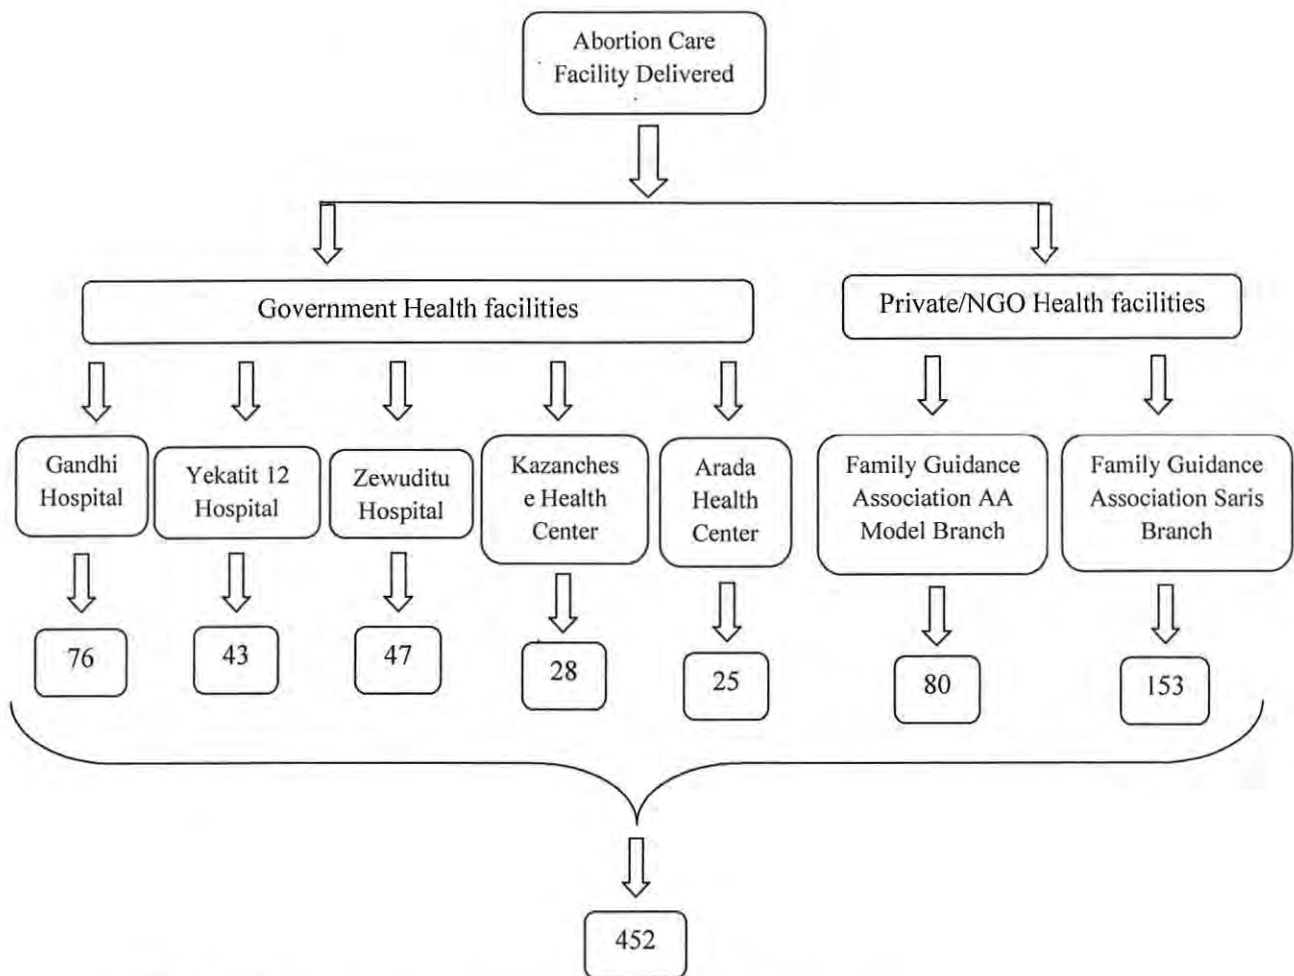 Abortion Care
Facility Delivered
Government Health facilities
Private/NGO Health facilities
Gandhi
Hospital
Yekatit 12
Hospital
Zewuditu
Hospital
Kazanches
e Health
Center
Arada
Health
Center
Family Guidance
Association AA
Model Branch
Family Guidance
Association Saris
Branch
76
43
47
28
25
80
153
452